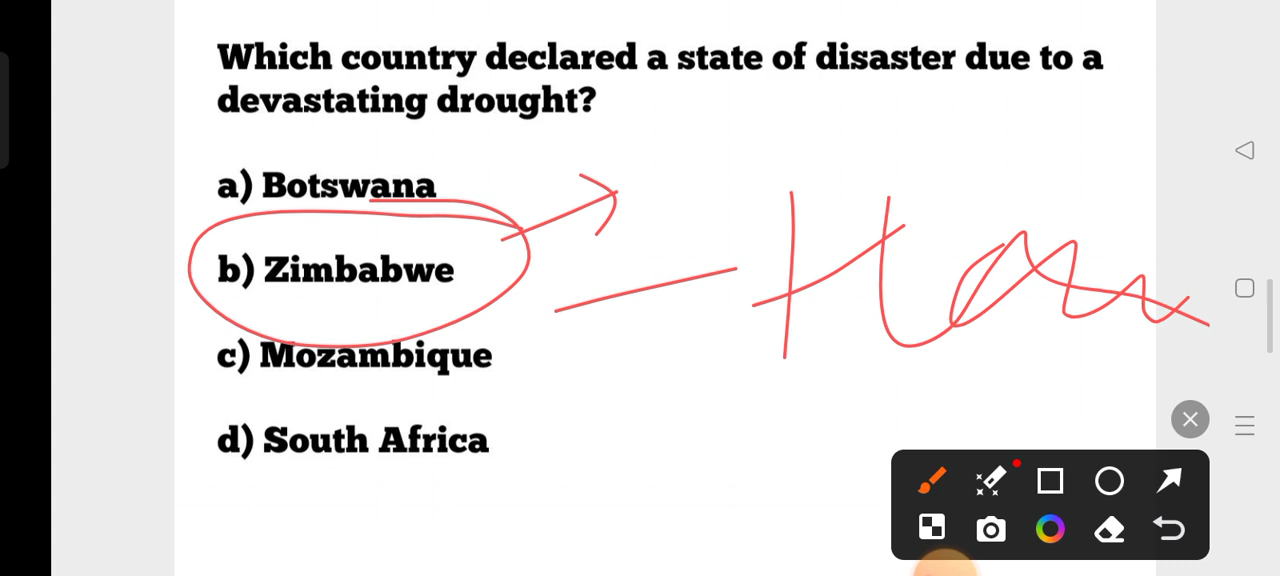 Which country declared a state of disaster due to a
devastating drought?
a) Botswana
b) Zimbabwe
c) Mozambique
d) South Africa